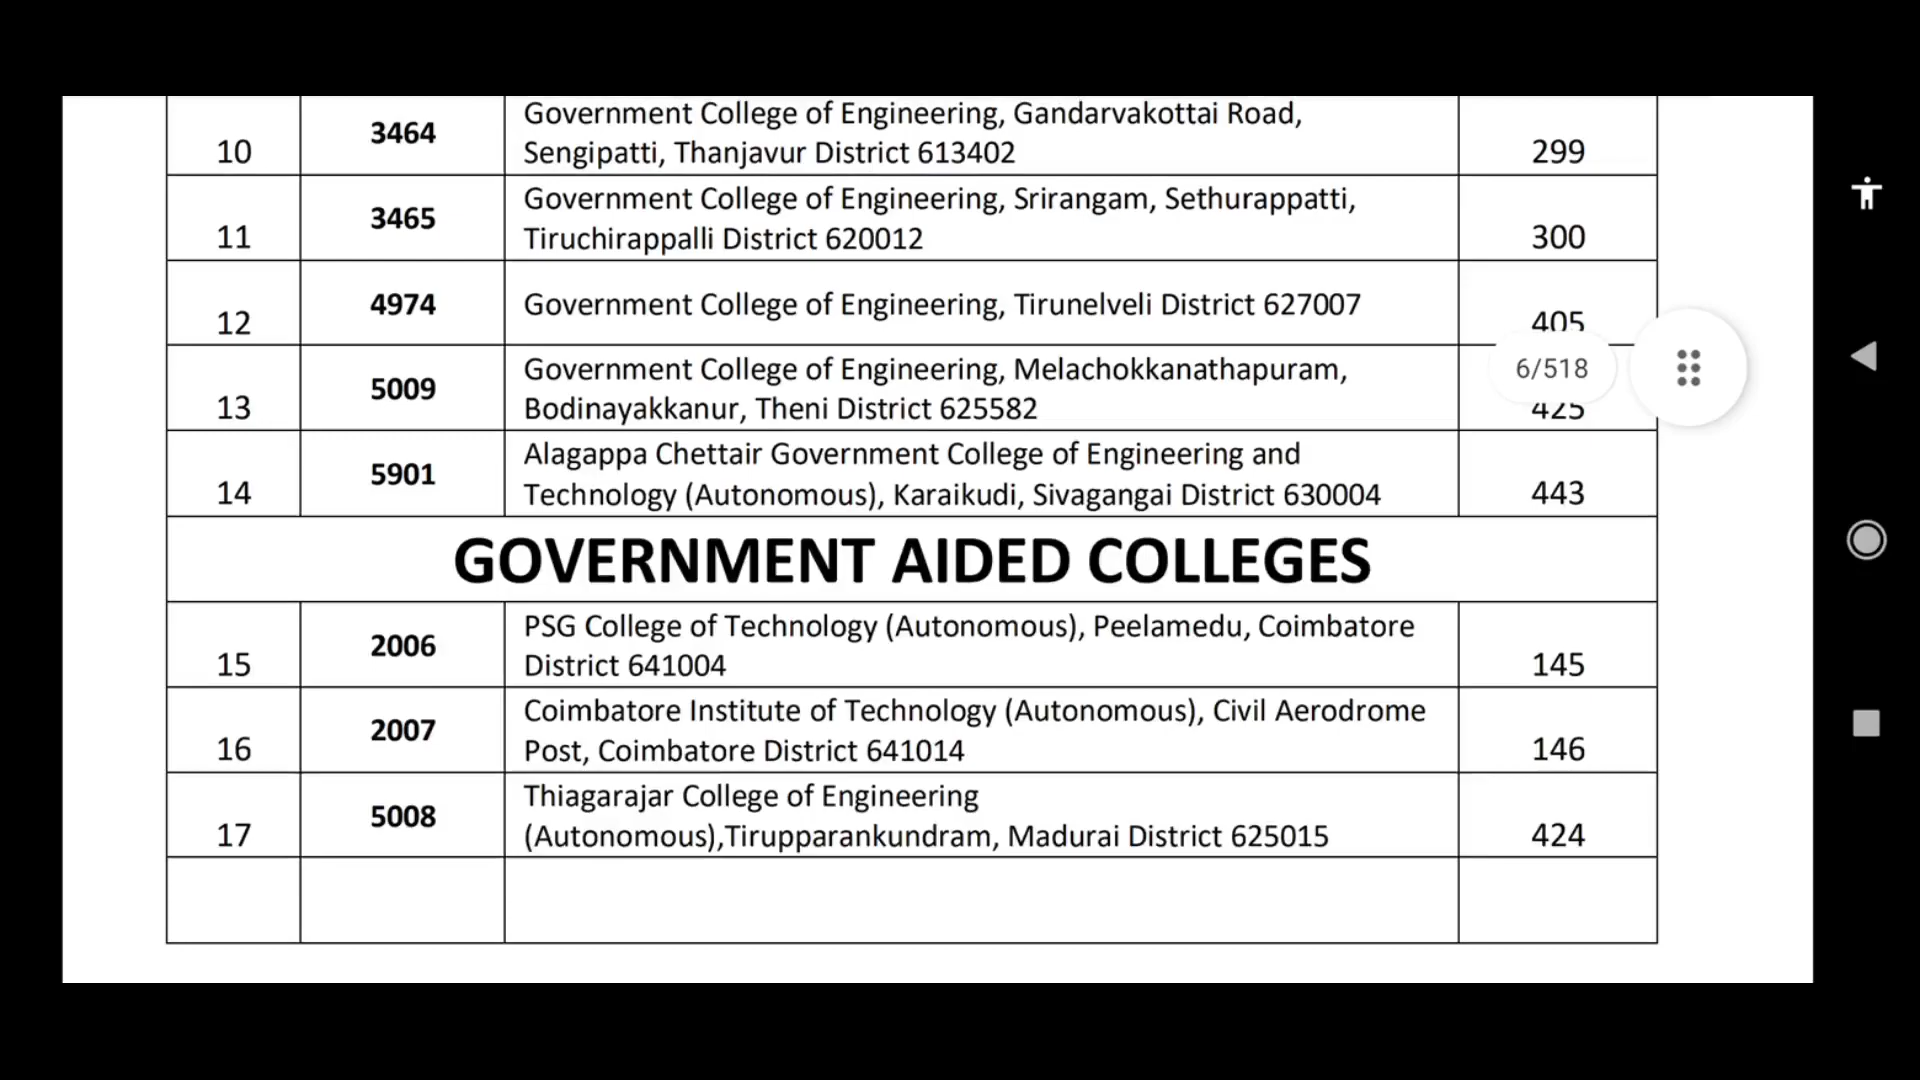 10 3464 Government College of Engineering, Gandarvakottai Road,
Sengipatti, Thanjavur District 613402 299
11 3465 Government College of Engineering, Srirangam, Sethurappatti,
Tiruchirappalli District 620012 300
12 4974 Government College of Engineering, Tirunelveli District 627007 405
6/518
13 5009 Government College of Engineering, Melachokkanathapuram,
Bodinayakkanur, Theni District 625582 425
14 5901 Alagappa Chettair Government College of Engineering and
Technology (Autonomous), Karaikudi, Sivagangai District 630004 443
GOVERNMENT AIDED COLLEGES
15 2006 PSG College of Technology (Autonomous), Peelamedu, Coimbatore
District 641004 145
16 2007 Coimbatore Institute of Technology (Autonomous), Civil Aerodrome
Post, Coimbatore District 641014 146
17 5008 Thiagarajar College of Engineering
(Autonomous),Tirupparankundram, Madurai District 625015 424